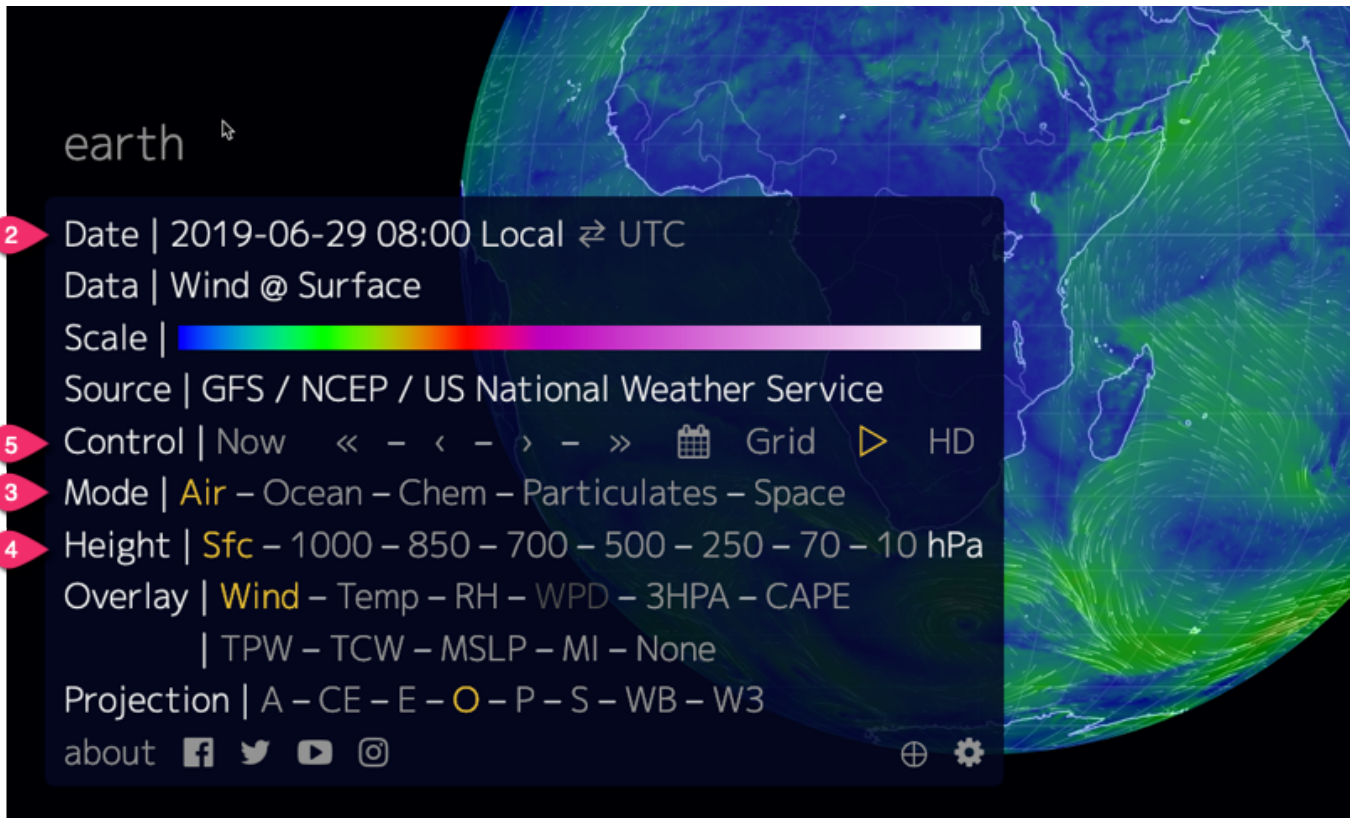 earth
2 Date | 2019-06-29 08:00 Local ⇄ UTC
Data | Wind @ Surface
Scale |
Source | GFS / NCEP / US National Weather Service
5 Control | Now « – ‹ – › – » Grid ▷ HD
3 Mode | Air – Ocean – Chem – Particulates – Space
4 Height | Sfc – 1000 – 850 – 700 – 500 – 250 – 70 – 10 hPa
Overlay | Wind – Temp – RH – WPD – 3HPA – CAPE
| TPW – TCW – MSLP – MI – None
Projection | A – CE – E – O – P – S – WB – W3
about